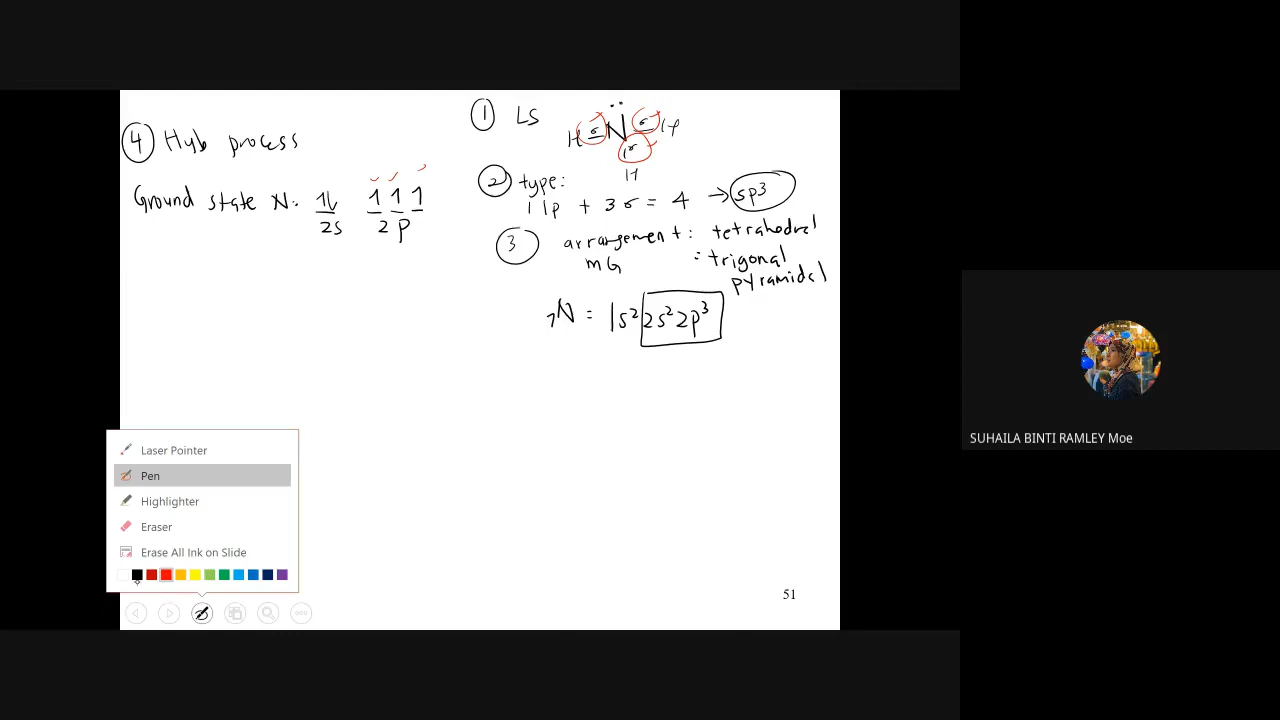 ④ Hyb process
Ground state N: 1l 1 1 1
2s 2p
① LS
N
H H
σ σ
σ
H
② type:
1 lp + 3 σ = 4 → sp³
③ arrangement : tetrahedral
mG : trigonal
pyramidal
₇N = 1s² 2s² 2p³
Laser Pointer
Pen
Highlighter
Eraser
Erase All Ink on Slide
51
SUHAILA BINTI RAMLEY Moe